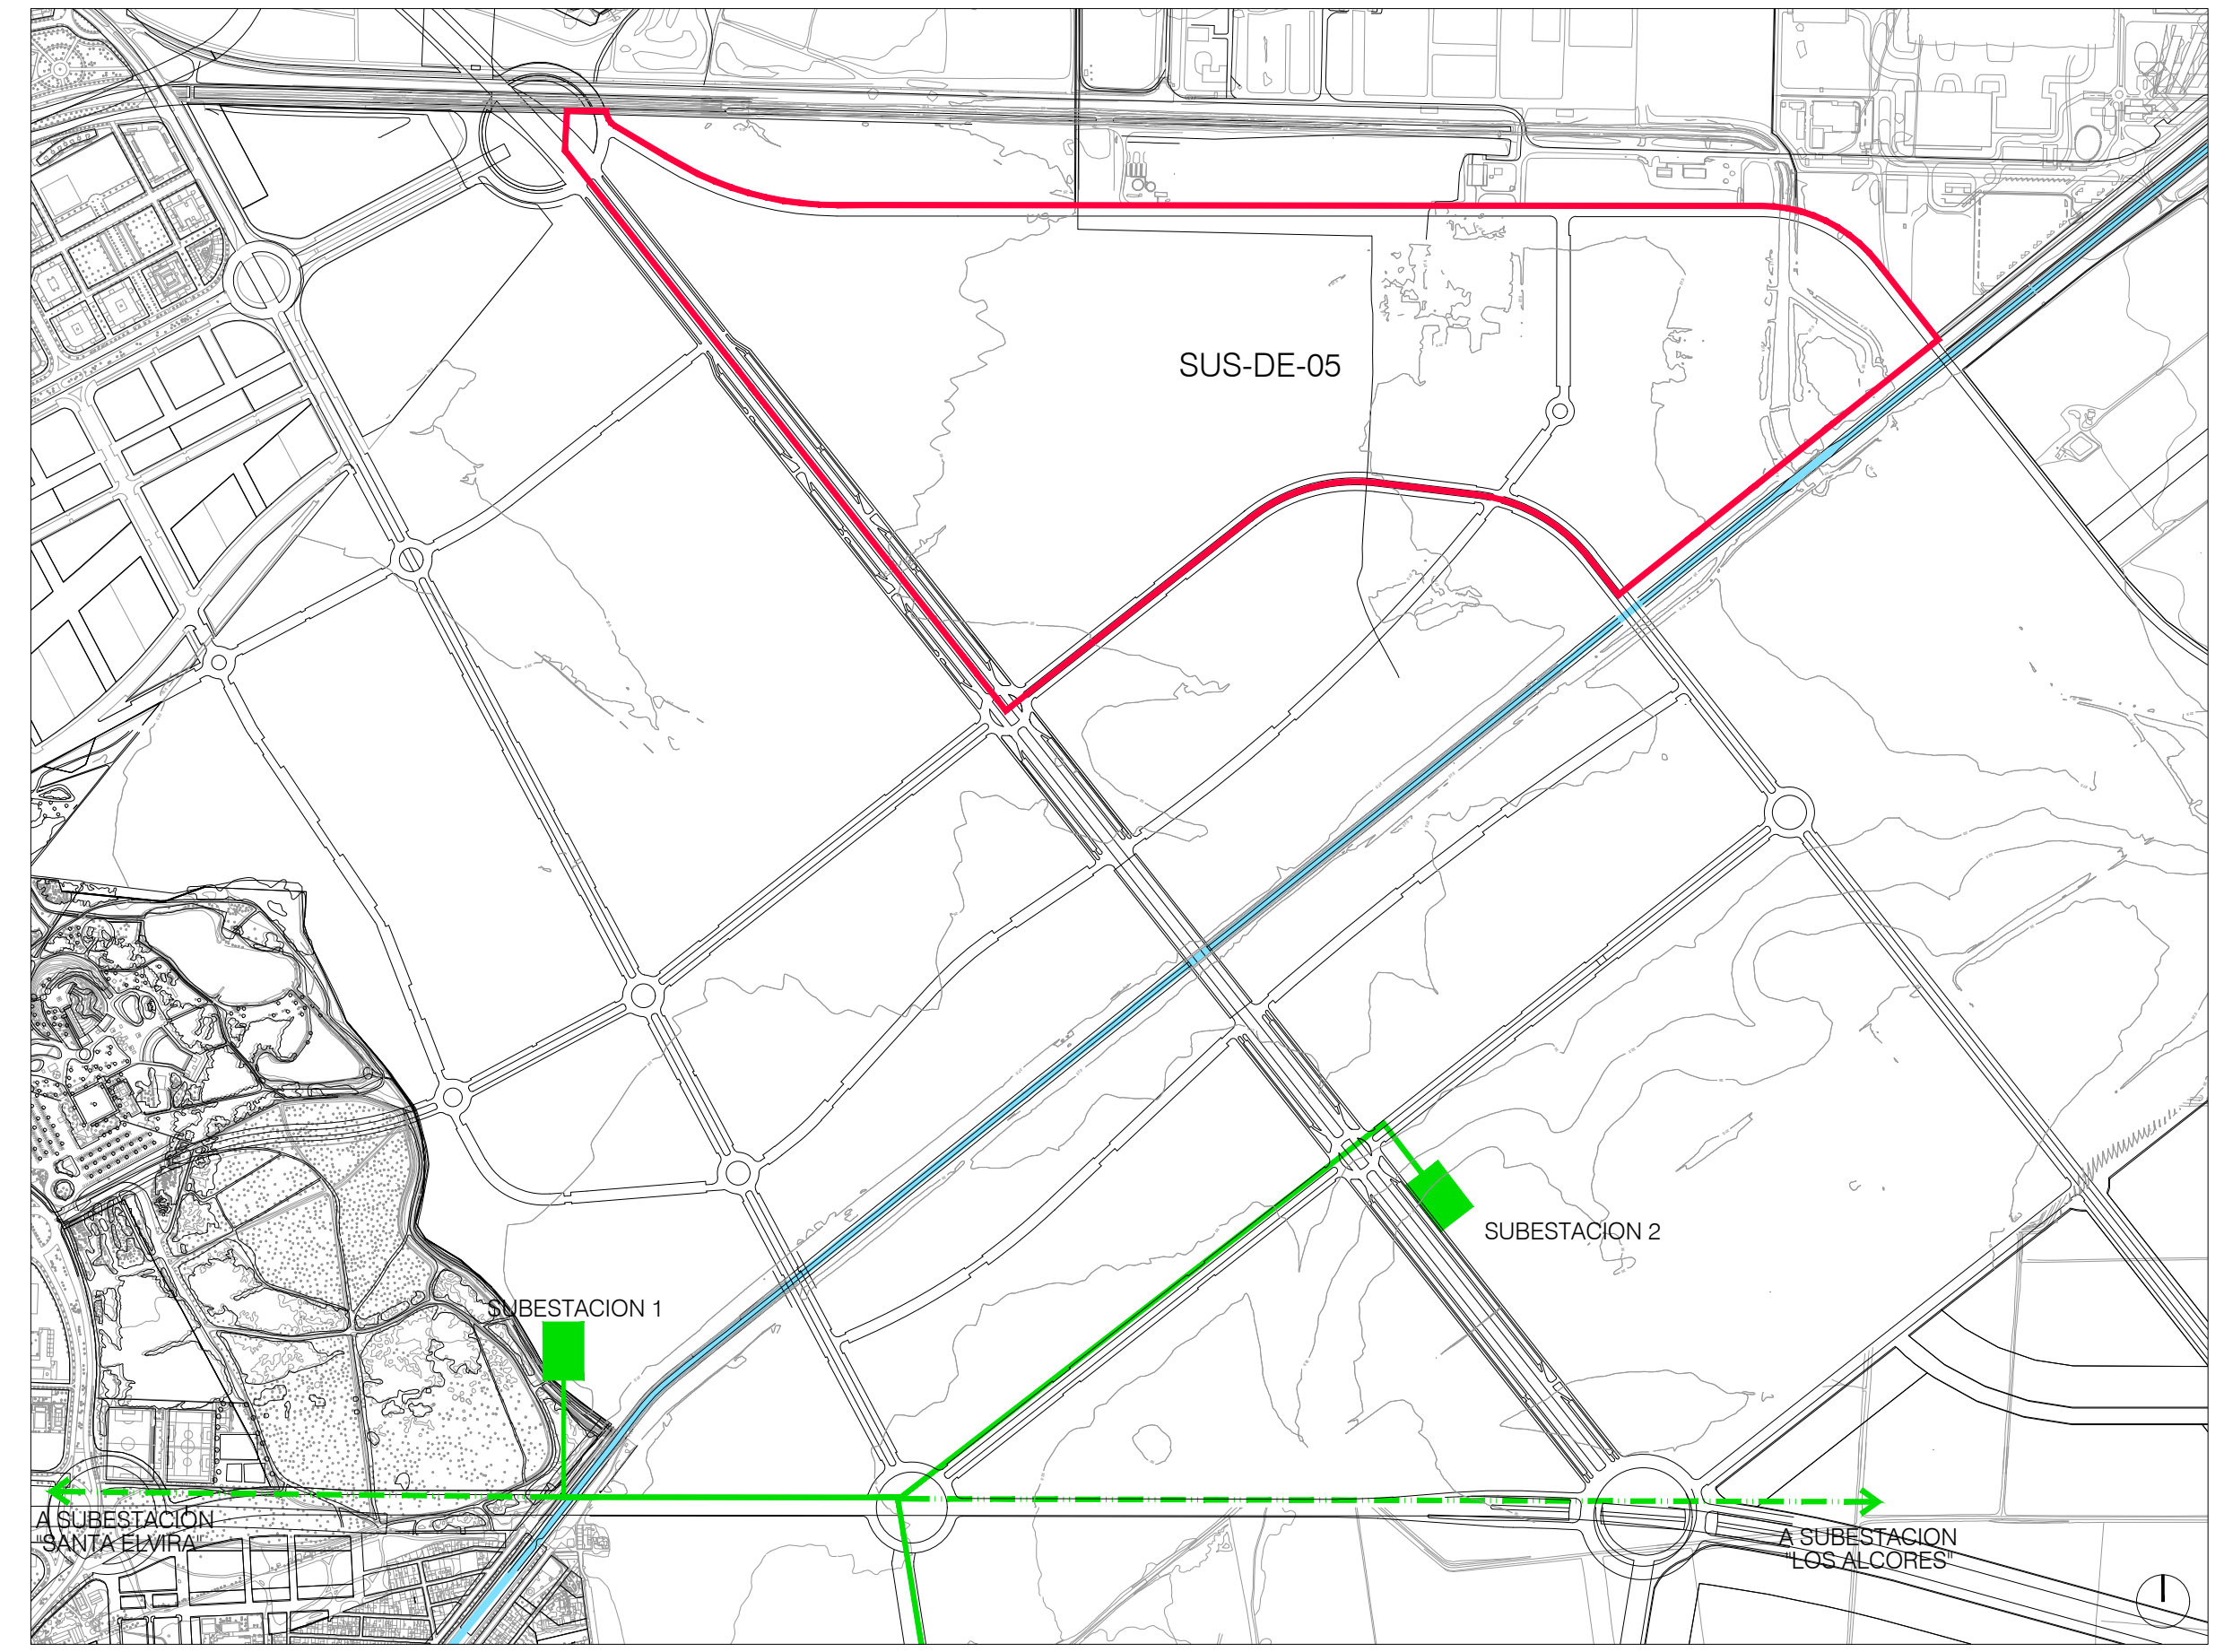 SUS-DE-05
SUBESTACION 2
SUBESTACION 1
A SUBESTACION
"SANTA ELVIRA"
A SUBESTACION
"LOS ALCORES"